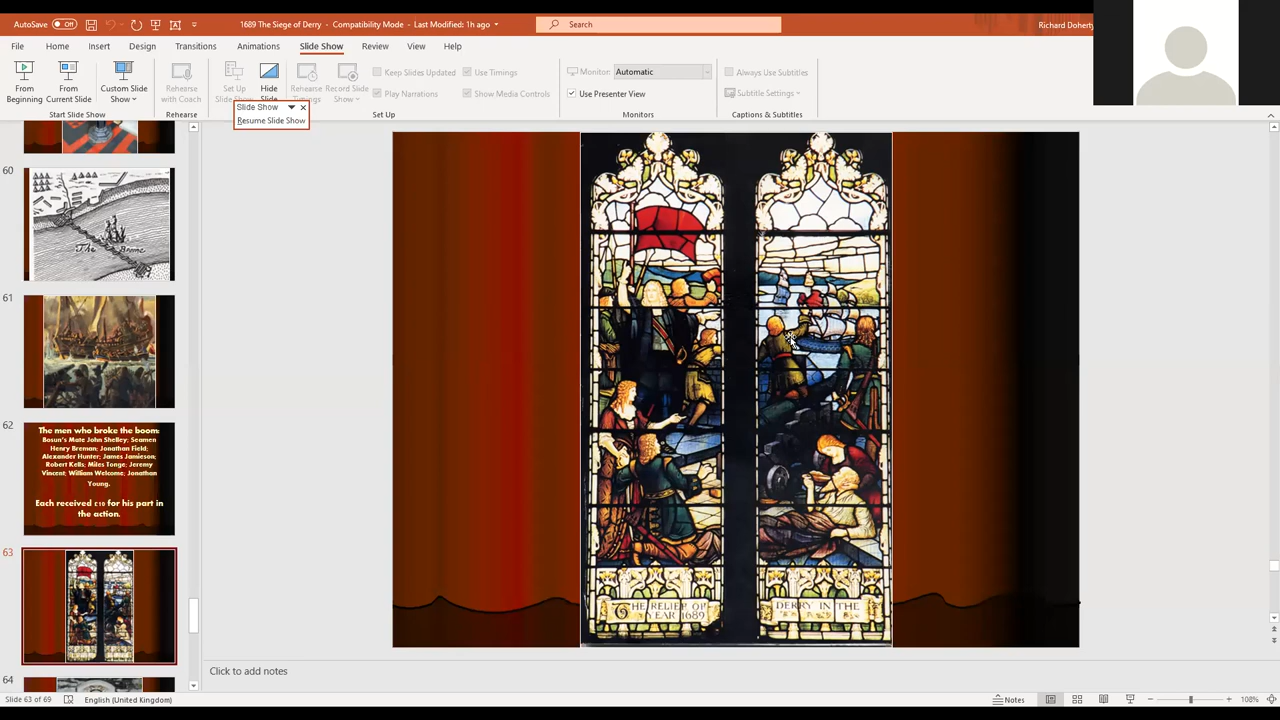 AutoSave Off 1689 The Siege of Derry - Compatibility Mode - Last Modified: 1h ago Search Richard Doherty
File Home Insert Design Transitions Animations Slide Show Review View Help
From Beginning
From Current Slide
Custom Slide Show
Rehearse with Coach
Set Up
Hide Slide
Rehearse Timings
Record Slide Show
Keep Slides Updated
Play Narrations
Use Timings
Show Media Controls
Monitor: Automatic
Use Presenter View
Always Use Subtitles
Subtitle Settings
Start Slide Show Rehearse Set Up Monitors Captions & Subtitles
Slide Show
Resume Slide Show
60
The Boome
61
62
The men who broke the boom:
Bosun's Mate John Shelley; Seamen
Henry Breman; Jonathan Field;
Alexander Hunter; James Jamieson;
Robert Kells; Miles Tonge; Jeremy
Vincent; William Welcome; Jonathan
Young.
Each received £10 for his part in
the action.
63
64
THE RELIEF OF DERRY IN THE
YEAR 1689
Click to add notes
Slide 63 of 69 English (United Kingdom) Notes 108%